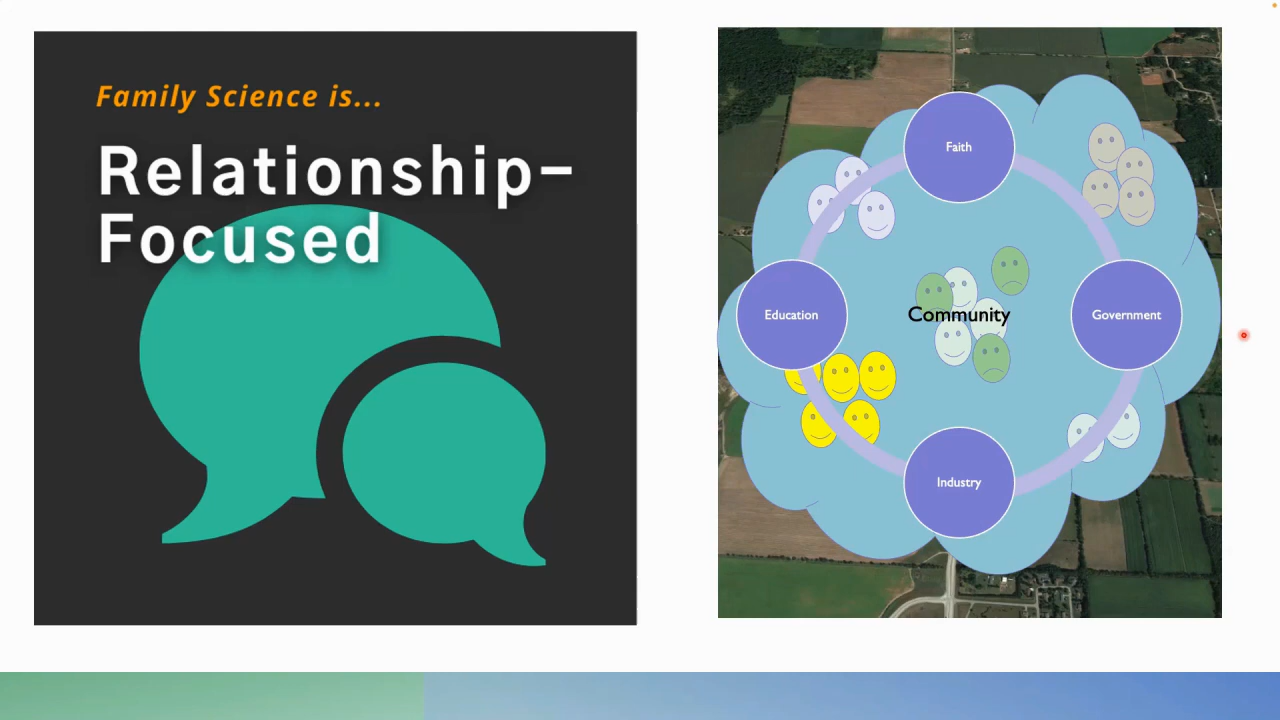 Family Science is...
Relationship-
Focused
Faith
Education
Community
Government
Industry